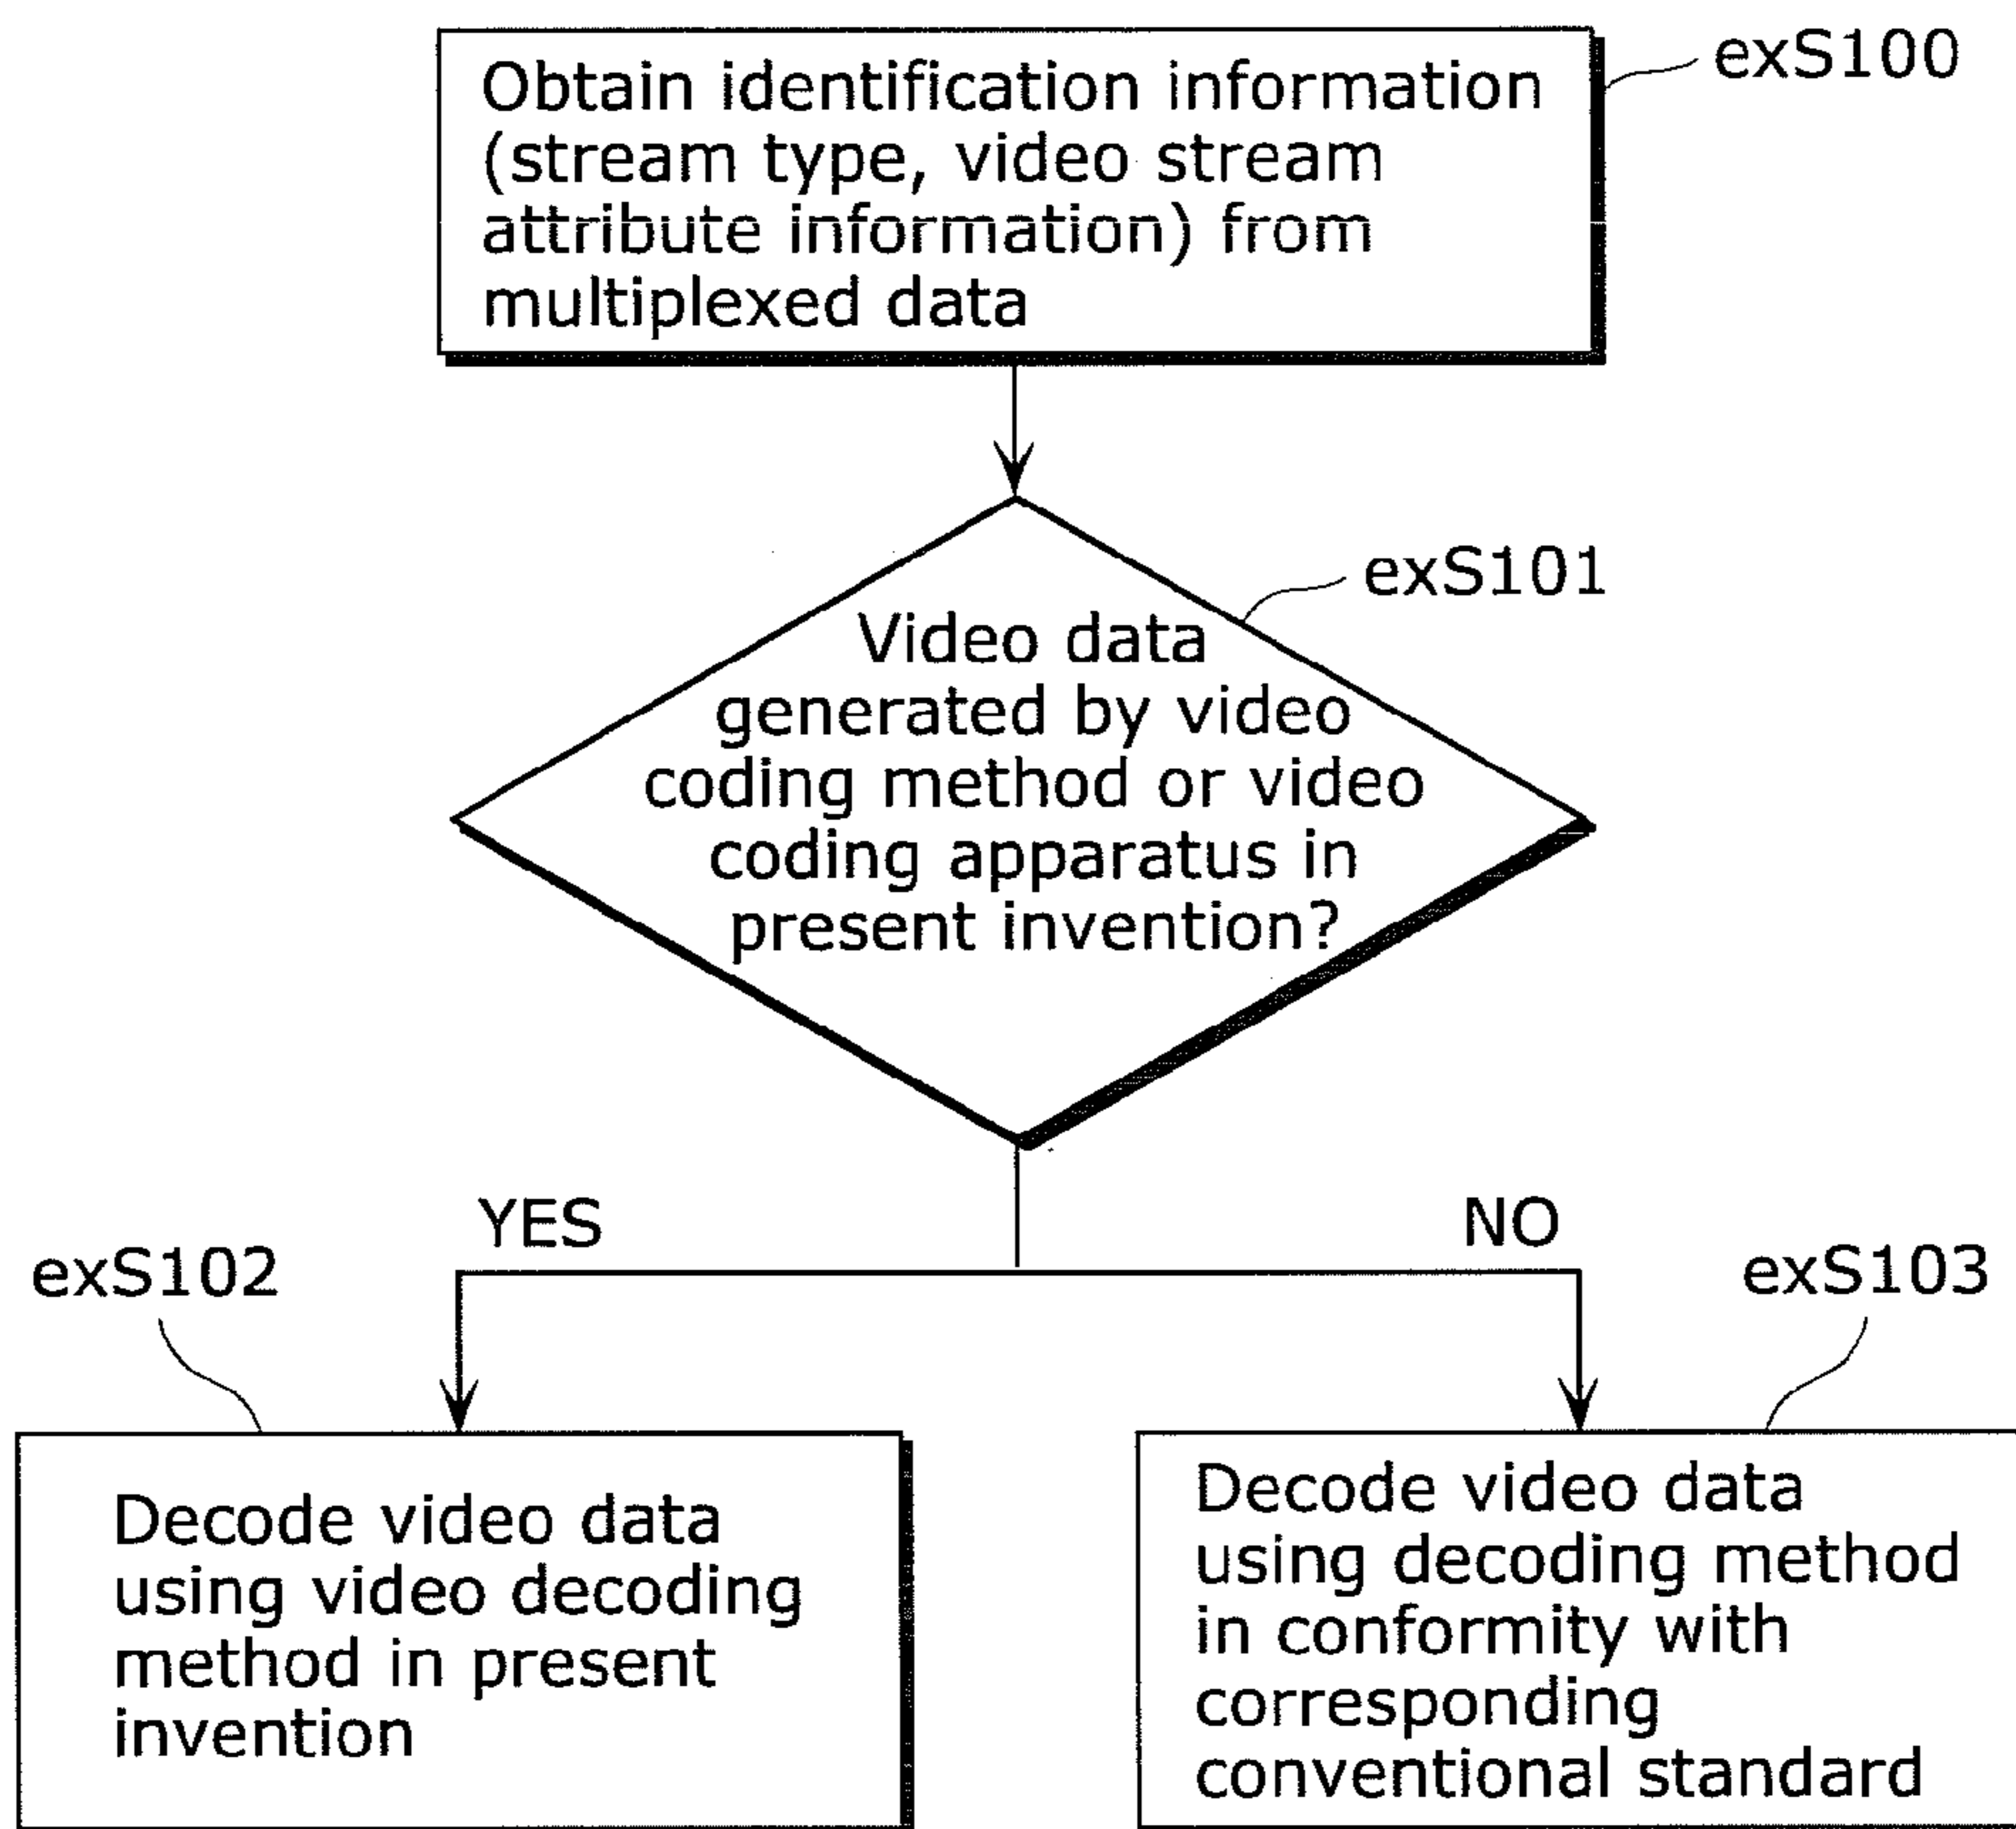 Obtain identification information
(stream type, video stream
attribute information) from
multiplexed data
exS100
exS101
Video data
generated by video
coding method or video
coding apparatus in
present invention?
YES
NO
exS102
exS103
Decode video data
using video decoding
method in present
invention
Decode video data
using decoding method
in conformity with
corresponding
conventional standard